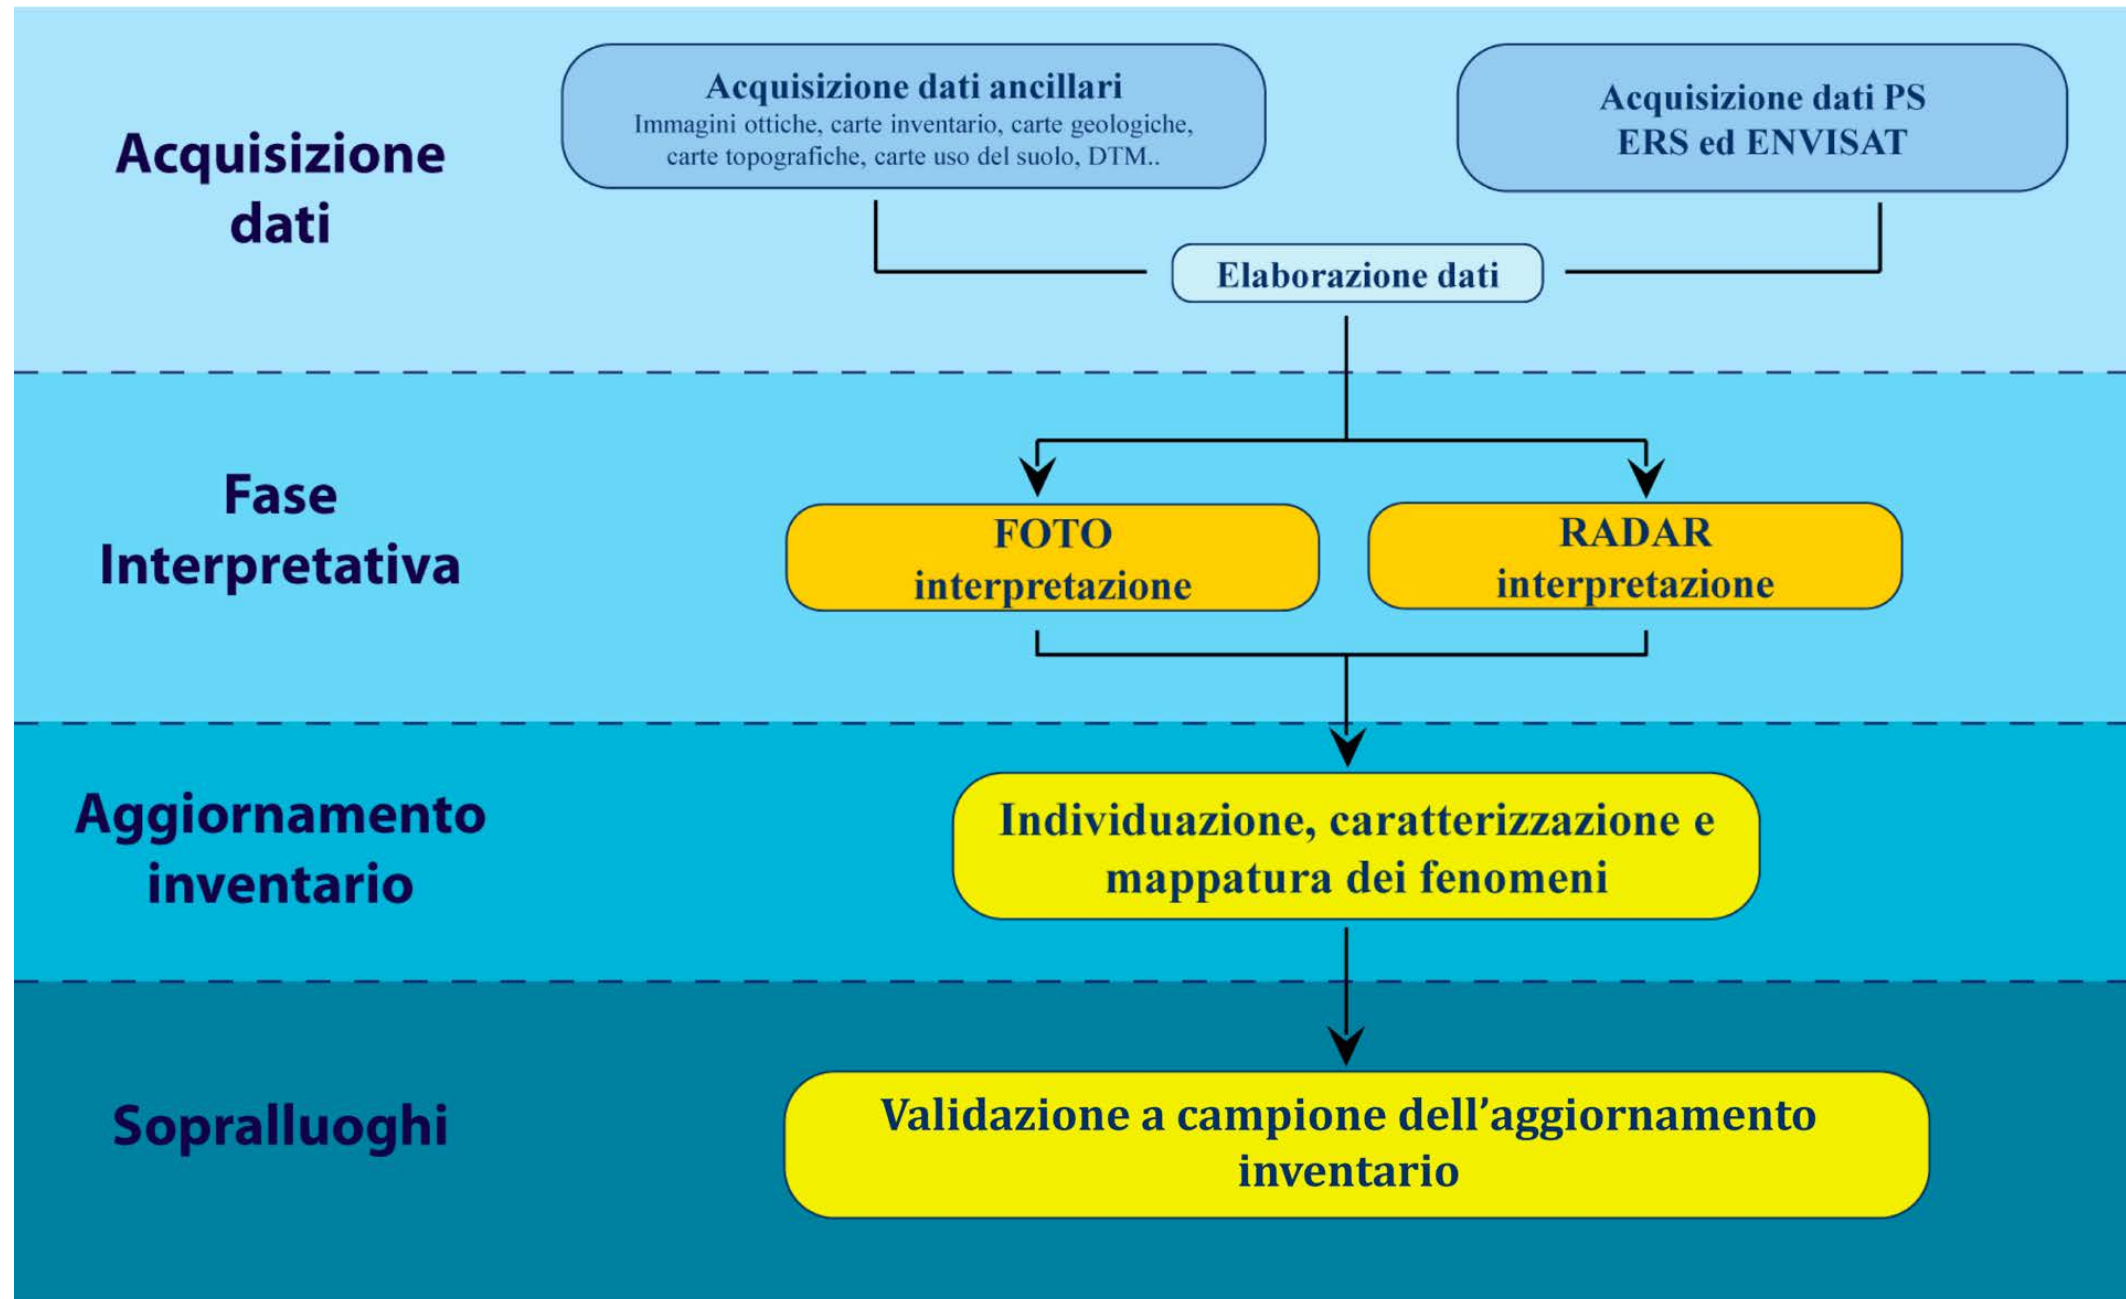 Acquisizione
dati
Acquisizione dati ancillari
Immagini ottiche, carte inventario, carte geologiche,
carte topografiche, carte uso del suolo, DTM..
Acquisizione dati PS
ERS ed ENVISAT
Elaborazione dati
Fase
Interpretativa
FOTO
interpretazione
RADAR
interpretazione
Aggiornamento
inventario
Individuazione, caratterizzazione e
mappatura dei fenomeni
Sopralluoghi
Validazione a campione dell’aggiornamento
inventario